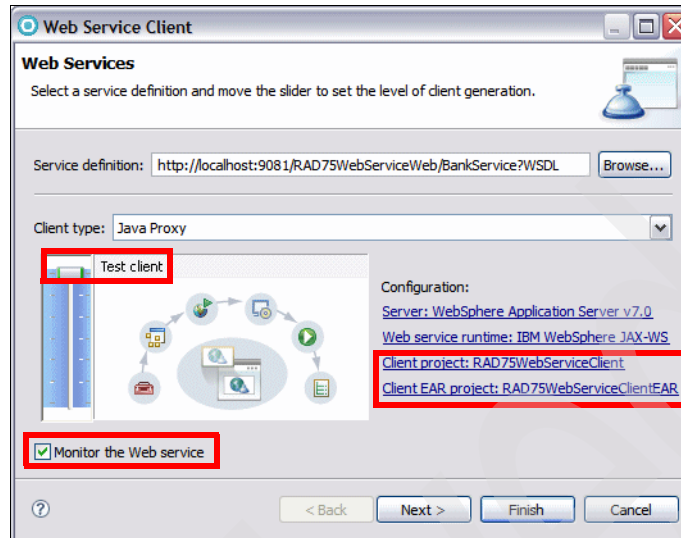 Web Service Client
Web Services
Select a service definition and move the slider to set the level of client generation.
Service definition: http://localhost:9081/RAD75WebServiceWeb/BankService?WSDL Browse...
Client type: Java Proxy
Test client
Configuration:
Server: WebSphere Application Server v7.0
Web service runtime: IBM WebSphere JAX-WS
Client project: RAD75WebServiceClient
Client EAR project: RAD75WebServiceClientEAR
Monitor the Web service
? < Back Next > Finish Cancel